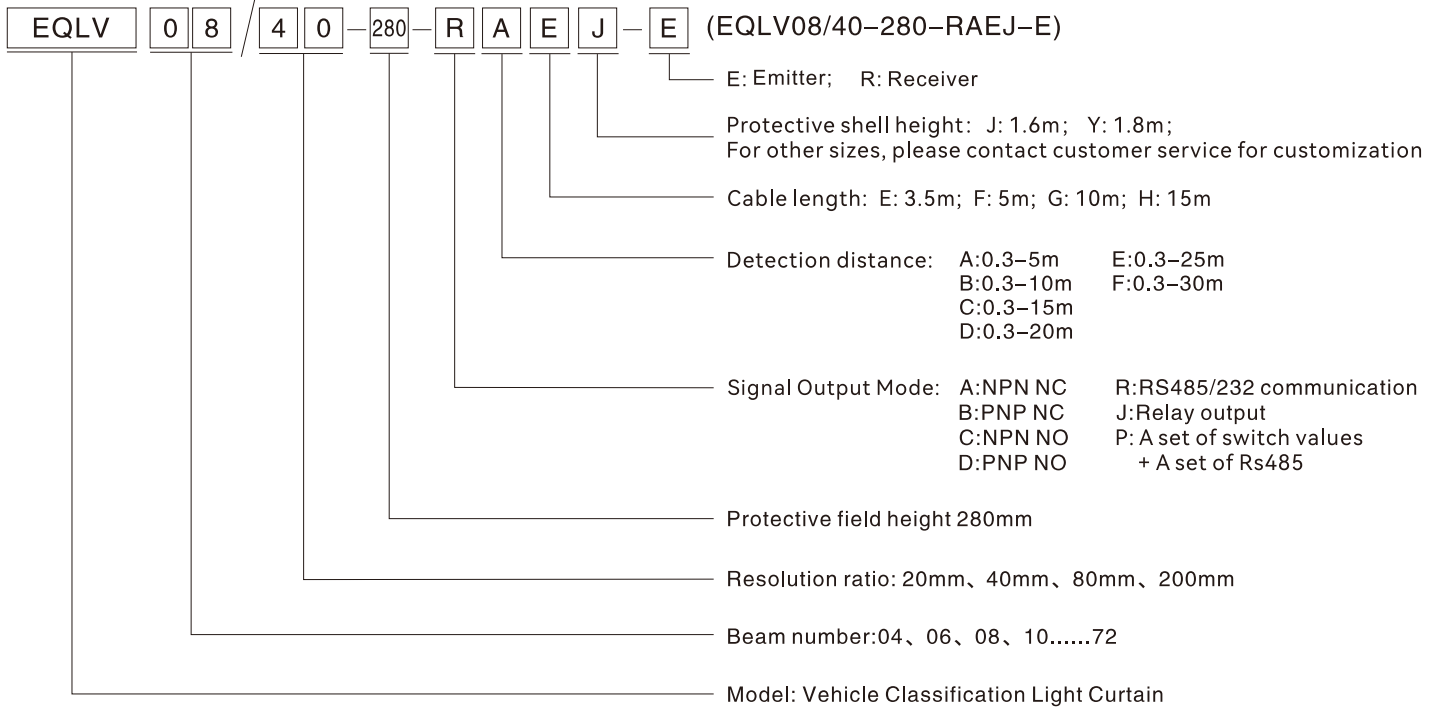 EQLV 08/40-280-RAEJ-E (EQLV08/40-280-RAEJ-E)
E: Emitter; R: Receiver
Protective shell height: J: 1.6m; Y: 1.8m;
For other sizes, please contact customer service for customization
Cable length: E: 3.5m; F: 5m; G: 10m; H: 15m
Detection distance: A:0.3-5m E:0.3-25m
B:0.3-10m F:0.3-30m
C:0.3-15m
D:0.3-20m
Signal Output Mode: A:NPN NC R:RS485/232 communication
B:PNP NC J:Relay output
C:NPN NO P: A set of switch values
D:PNP NO + A set of Rs485
Protective field height 280mm
Resolution ratio: 20mm、40mm、80mm、200mm
Beam number:04、06、08、10......72
Model: Vehicle Classification Light Curtain